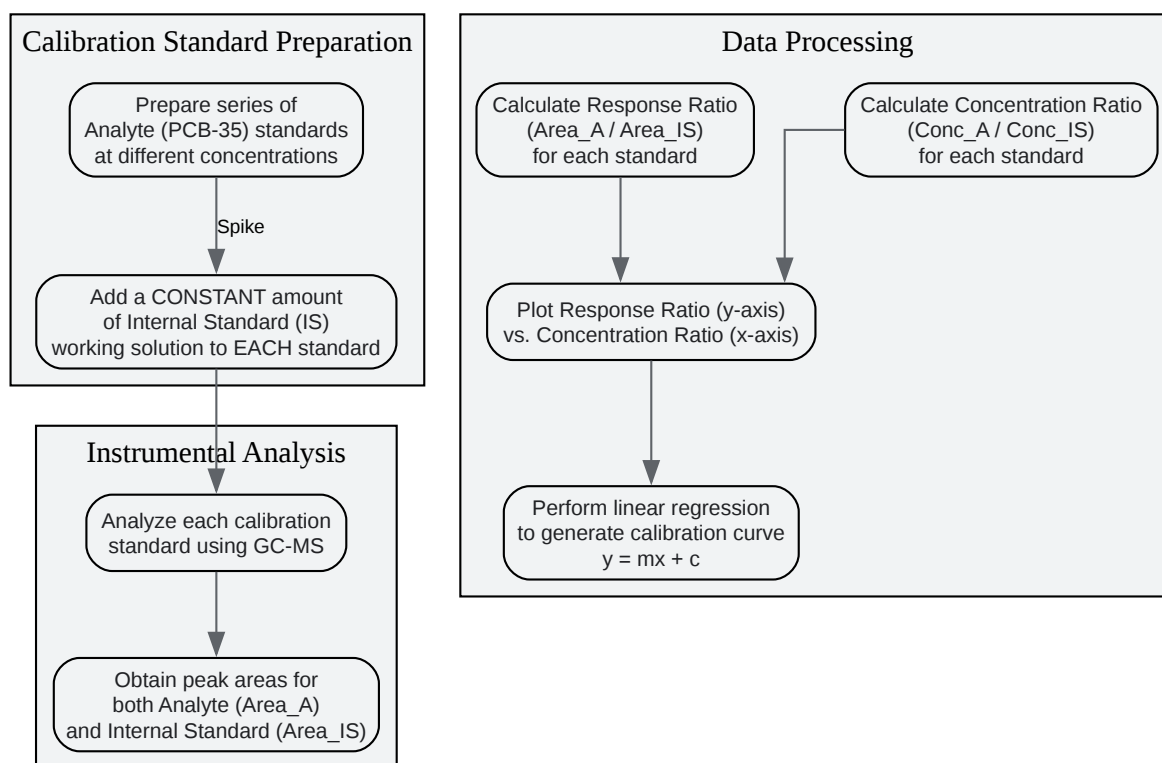 Calibration Standard Preparation
Prepare series of
Analyte (PCB-35) standards
at different concentrations
Spike
Add a CONSTANT amount
of Internal Standard (IS)
working solution to EACH standard
Instrumental Analysis
Analyze each calibration
standard using GC-MS
Obtain peak areas for
both Analyte (Area_A)
and Internal Standard (Area_IS)
Data Processing
Calculate Response Ratio
(Area_A / Area_IS)
for each standard
Calculate Concentration Ratio
(Conc_A / Conc_IS)
for each standard
Plot Response Ratio (y-axis)
vs. Concentration Ratio (x-axis)
Perform linear regression
to generate calibration curve
y = mx + c